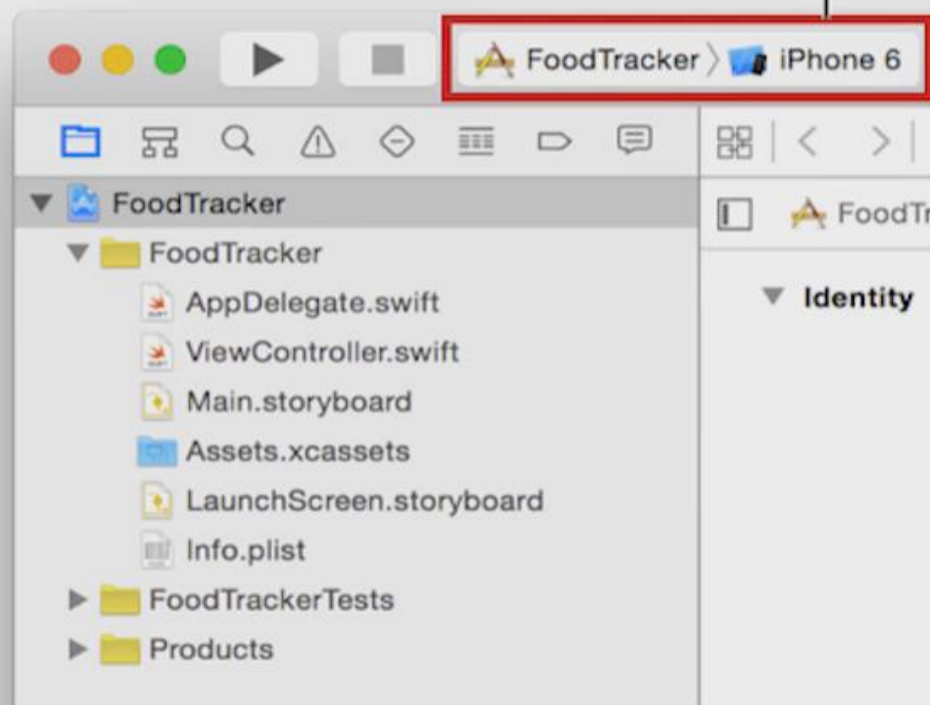 FoodTracker iPhone 6
FoodTracker
FoodTr
FoodTracker
Identity
AppDelegate.swift
ViewController.swift
Main.storyboard
Assets.xcassets
LaunchScreen.storyboard
Info.plist
FoodTrackerTests
Products